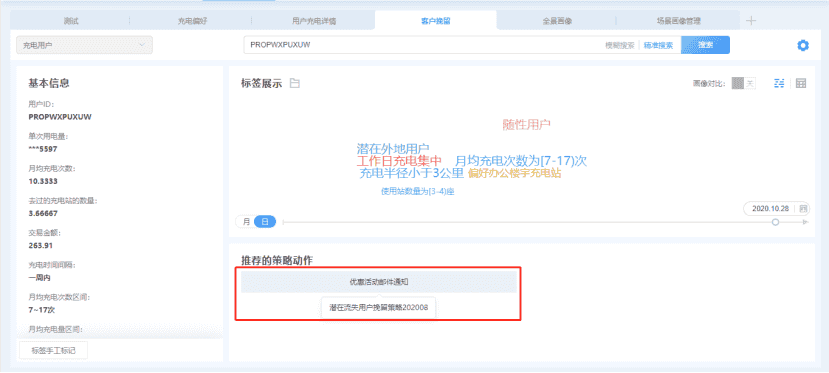 测试
充电偏好
用户充电详情
客户挽留
全景画像
场景画像管理
充电用户
PROPWXPUXUW
模糊搜索
精准搜索
搜索
基本信息
用户ID:
PROPWXPUXUW
单次用电量:
***5597
月均充电次数:
10.3333
去过的充电站的数量:
3.66667
交易金额:
263.91
充电时间间隔:
一周内
月均充电次数区间:
7~17次
月均充电量区间:
标签手工标记
标签展示
画像对比:
关
随性用户
潜在外地用户
工作日充电集中
月均充电次数为[7-17)次
充电半径小于3公里
偏好办公楼宇充电站
使用站数量为[3-4)座
2020.10.28
月
日
推荐的策略动作
优惠活动邮件通知
潜在流失用户挽留策略202008